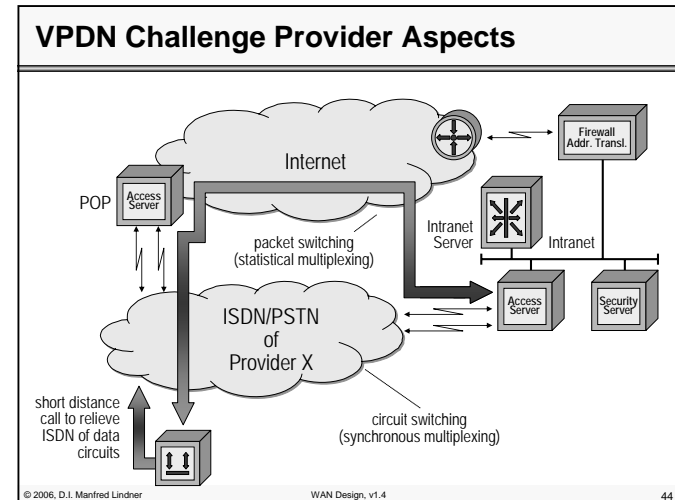 VPDN Challenge Provider Aspects
Internet
Firewall
Addr. Transl.
POP
Access
Server
packet switching
(statistical multiplexing)
Intranet
Server
Intranet
Access
Server
Security
Server
ISDN/PSTN
of
Provider X
short distance
call to relieve
ISDN of data
circuits
circuit switching
(synchronous multiplexing)
© 2006, D.I. Manfred Lindner
WAN Design, v1.4
44